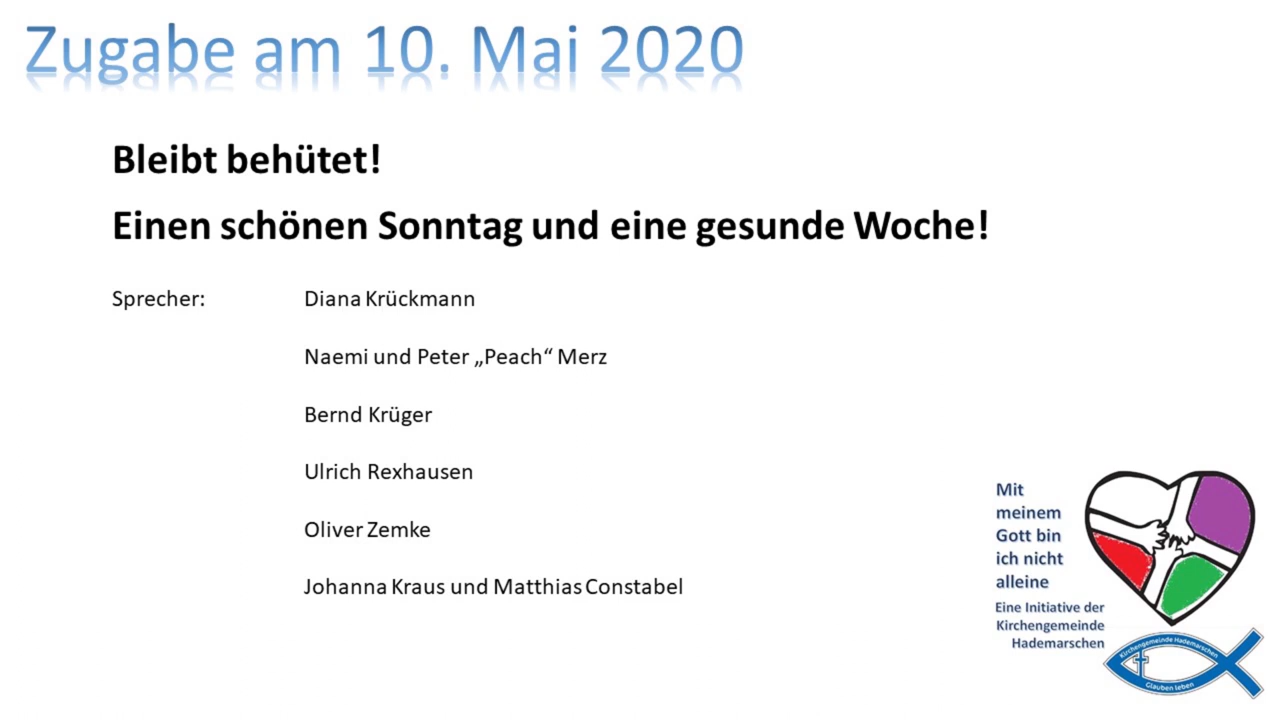 Zugabe am 10. Mai 2020
Bleibt behütet!
Einen schönen Sonntag und eine gesunde Woche!
Sprecher: Diana Krückmann
Naemi und Peter „Peach“ Merz
Bernd Krüger
Ulrich Rexhausen
Oliver Zemke
Johanna Kraus und Matthias Constabel
Mit
meinem
Gott bin
ich nicht
alleine
Eine Initiative der
Kirchengemeinde
Hademarschen
Kirchengemeinde Hademarschen
Glauben leben